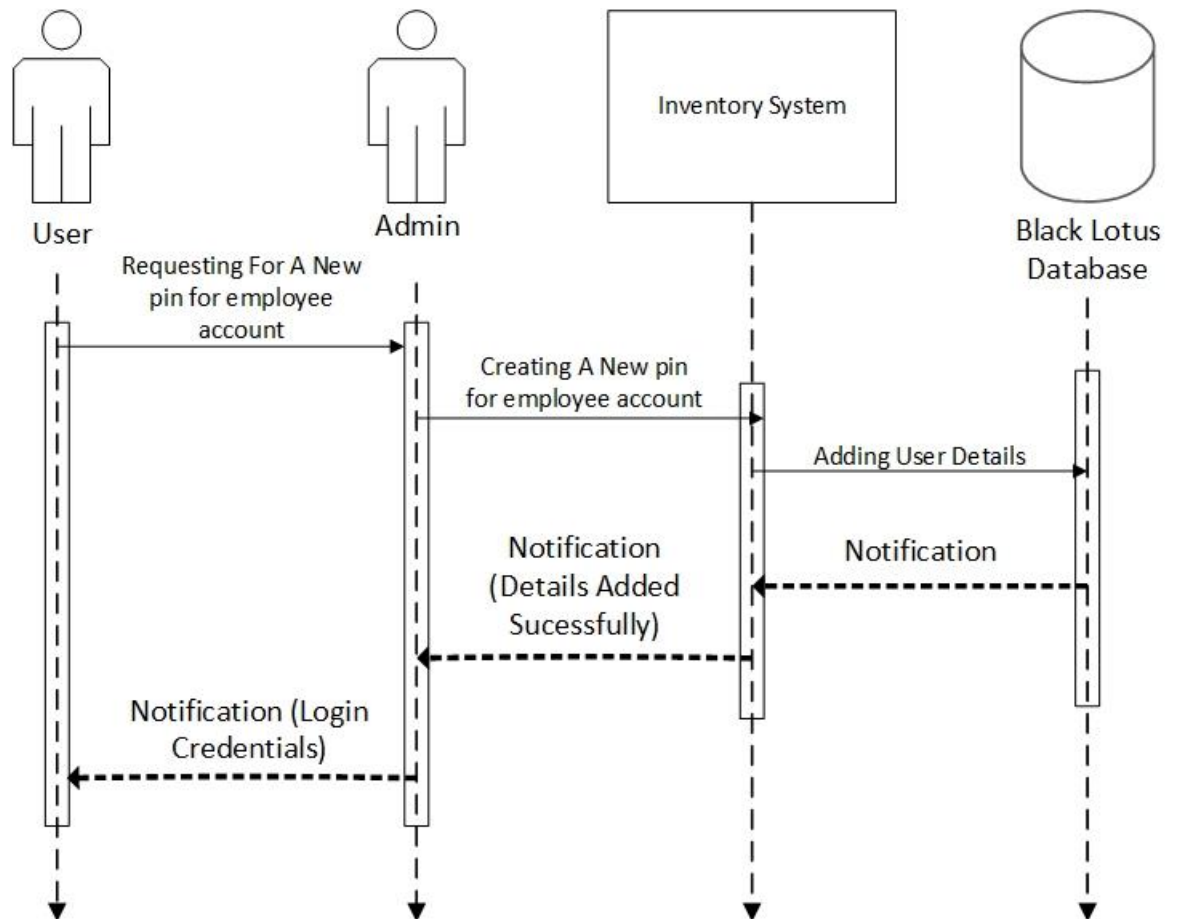 Inventory System
User
Admin
Black Lotus
Database
Requesting For A New
pin for employee
account
Creating A New pin
for employee account
Adding User Details
Notification
Notification
(Details Added
Sucessfully)
Notification (Login
Credentials)